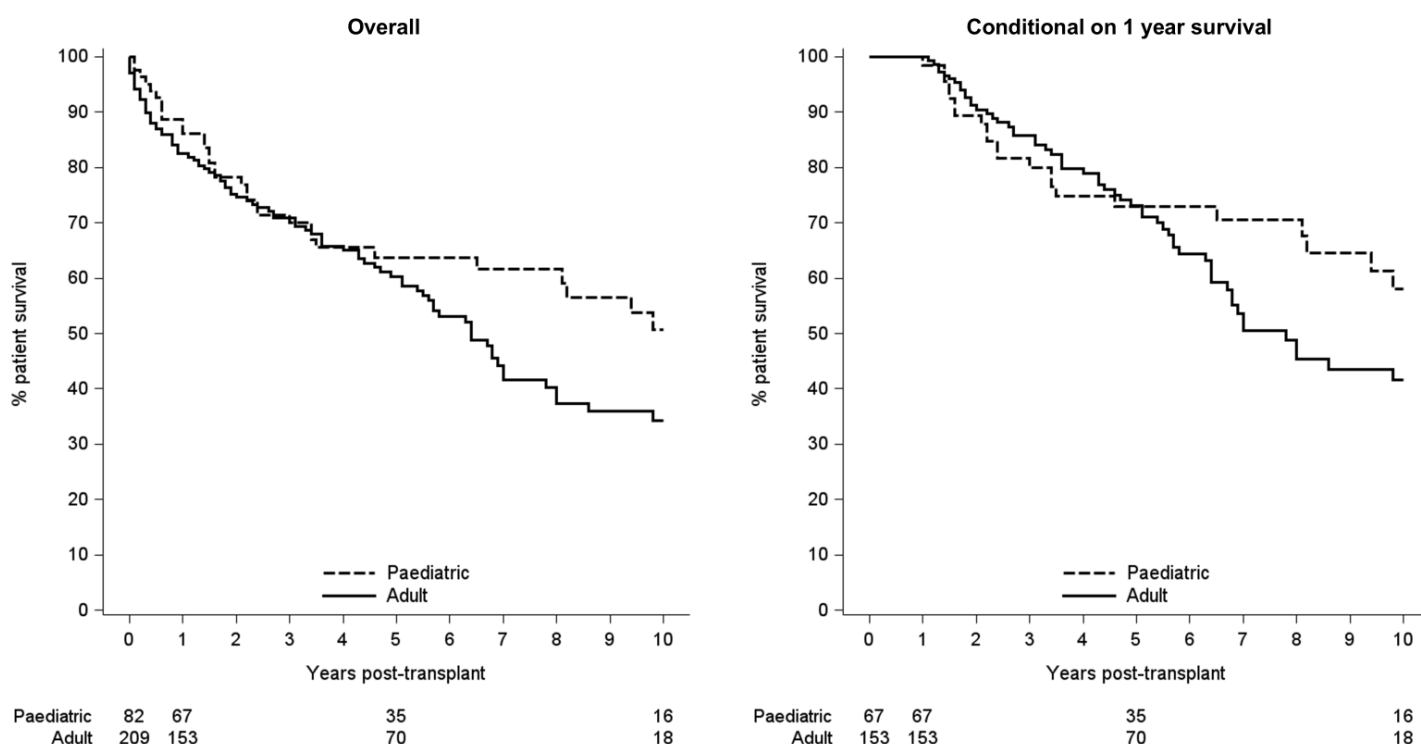 Overall
% patient survival
100
90
80
70
60
50
40
30
20
10
0
Paediatric
Adult
0 1 2 3 4 5 6 7 8 9 10
Years post-transplant
Paediatric 82 67 35 16
Adult 209 153 70 18
Conditional on 1 year survival
% patient survival
100
90
80
70
60
50
40
30
20
10
0
Paediatric
Adult
0 1 2 3 4 5 6 7 8 9 10
Years post-transplant
Paediatric 67 67 35 16
Adult 153 153 70 18